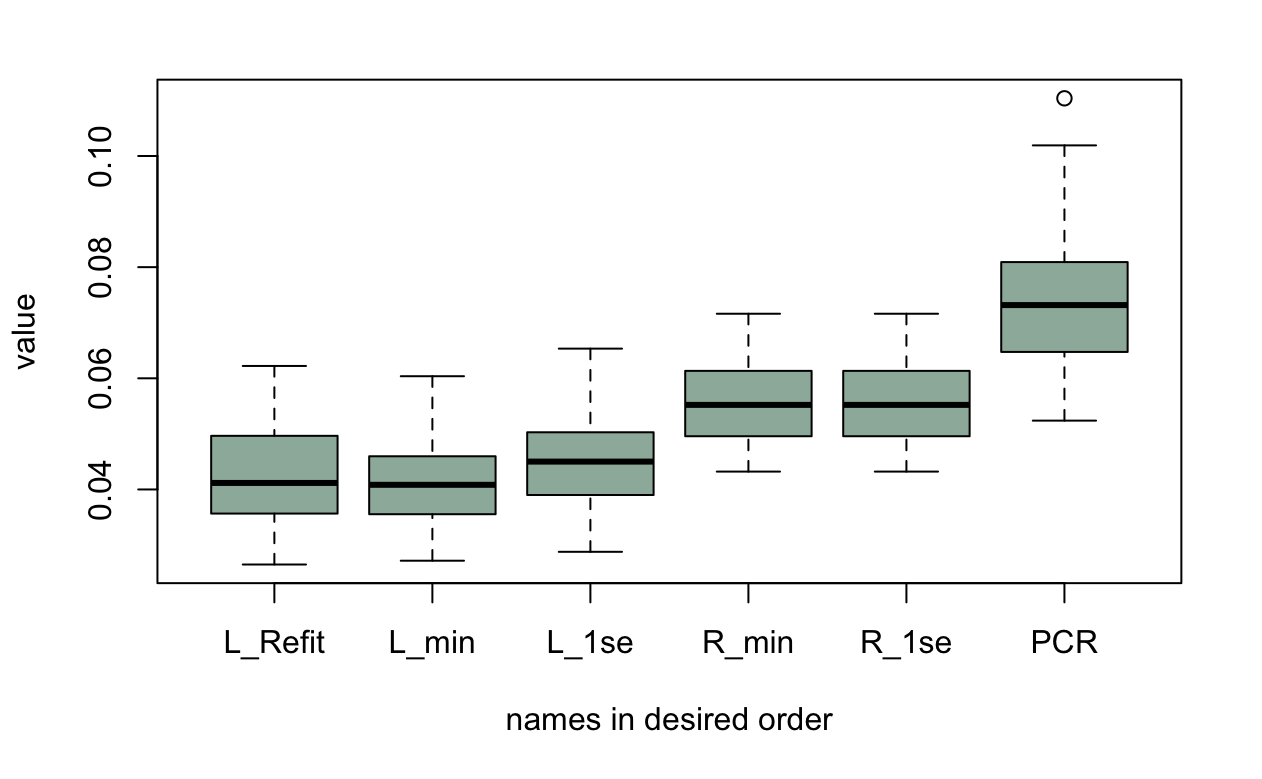 value
0.10
0.08
0.06
0.04
L_Refit L_min L_1se R_min R_1se PCR
names in desired order